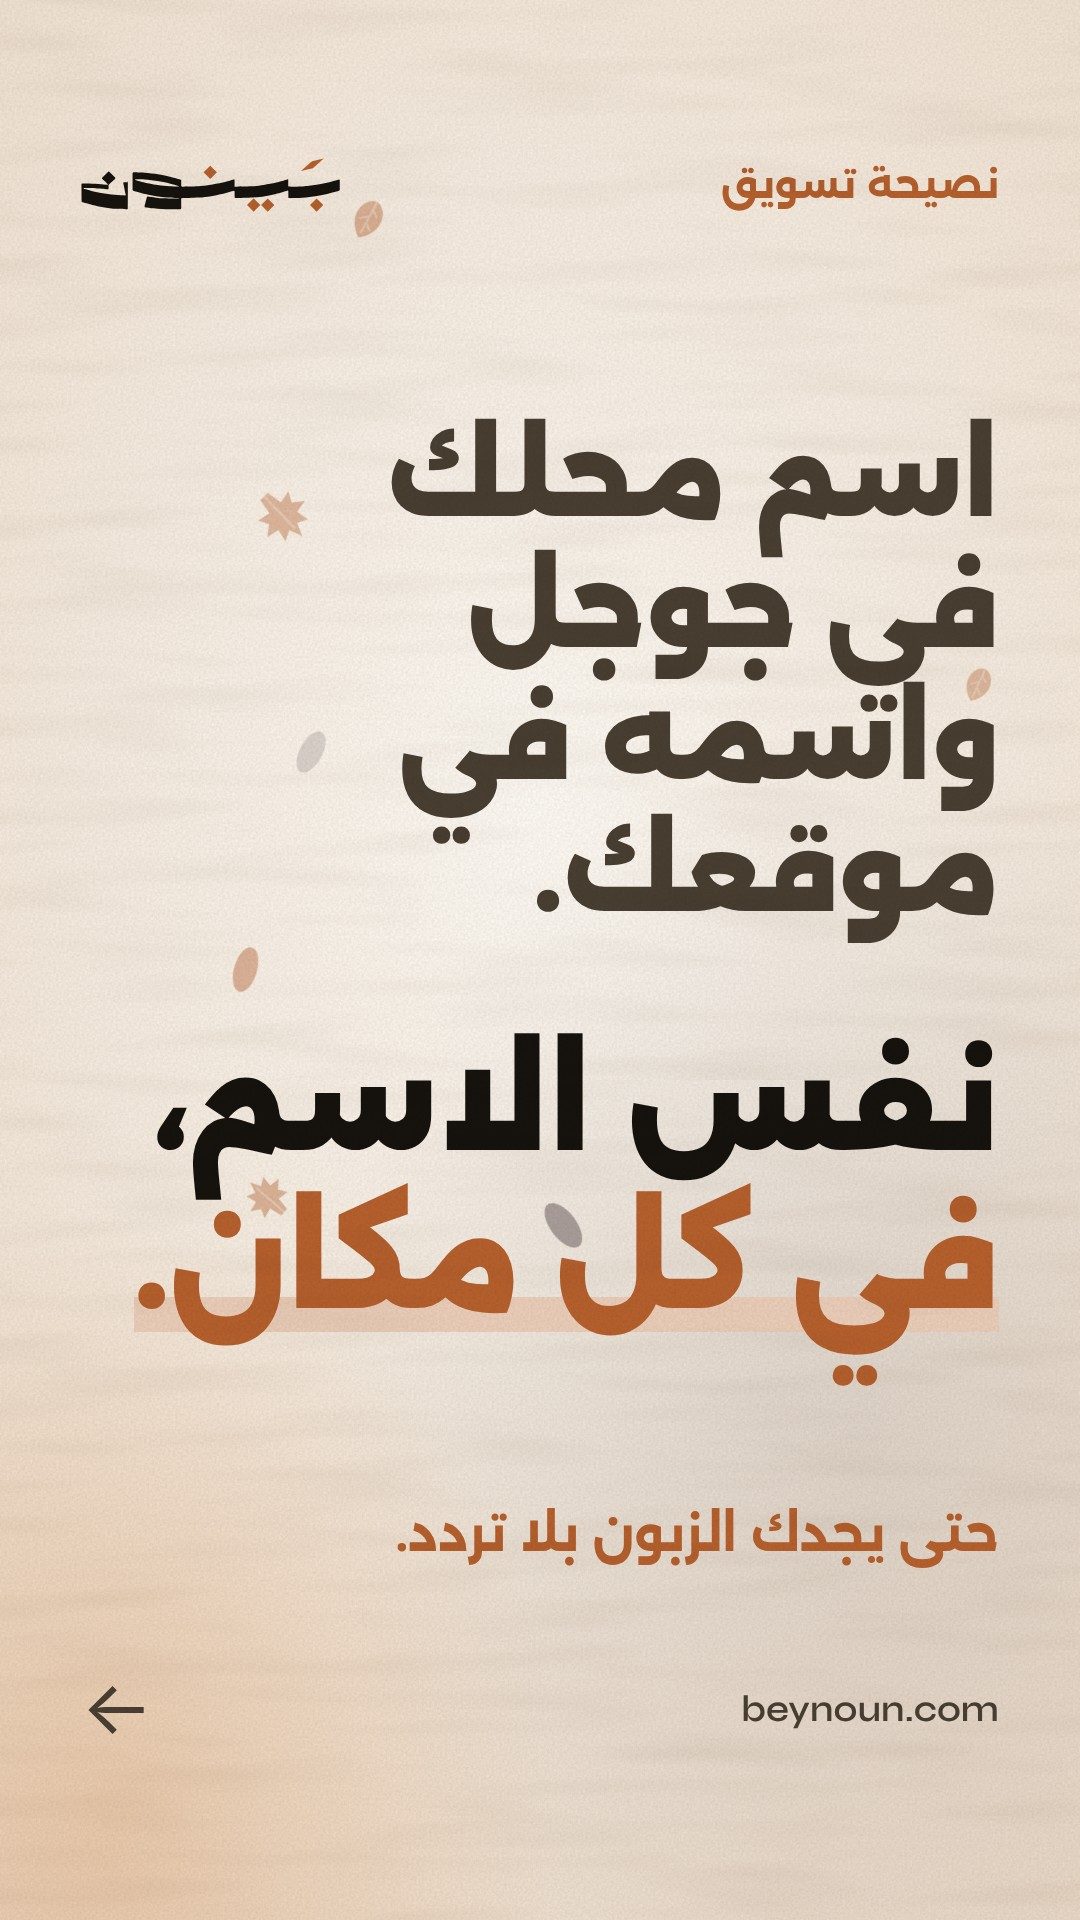 نصيحة تسويق
بَينون
اسم محلك
في جوجل
واسمه في
موقعك.
نفس الاسم،
في كل مكان.
حتى يجدك الزبون بلا تردد.
beynoun.com